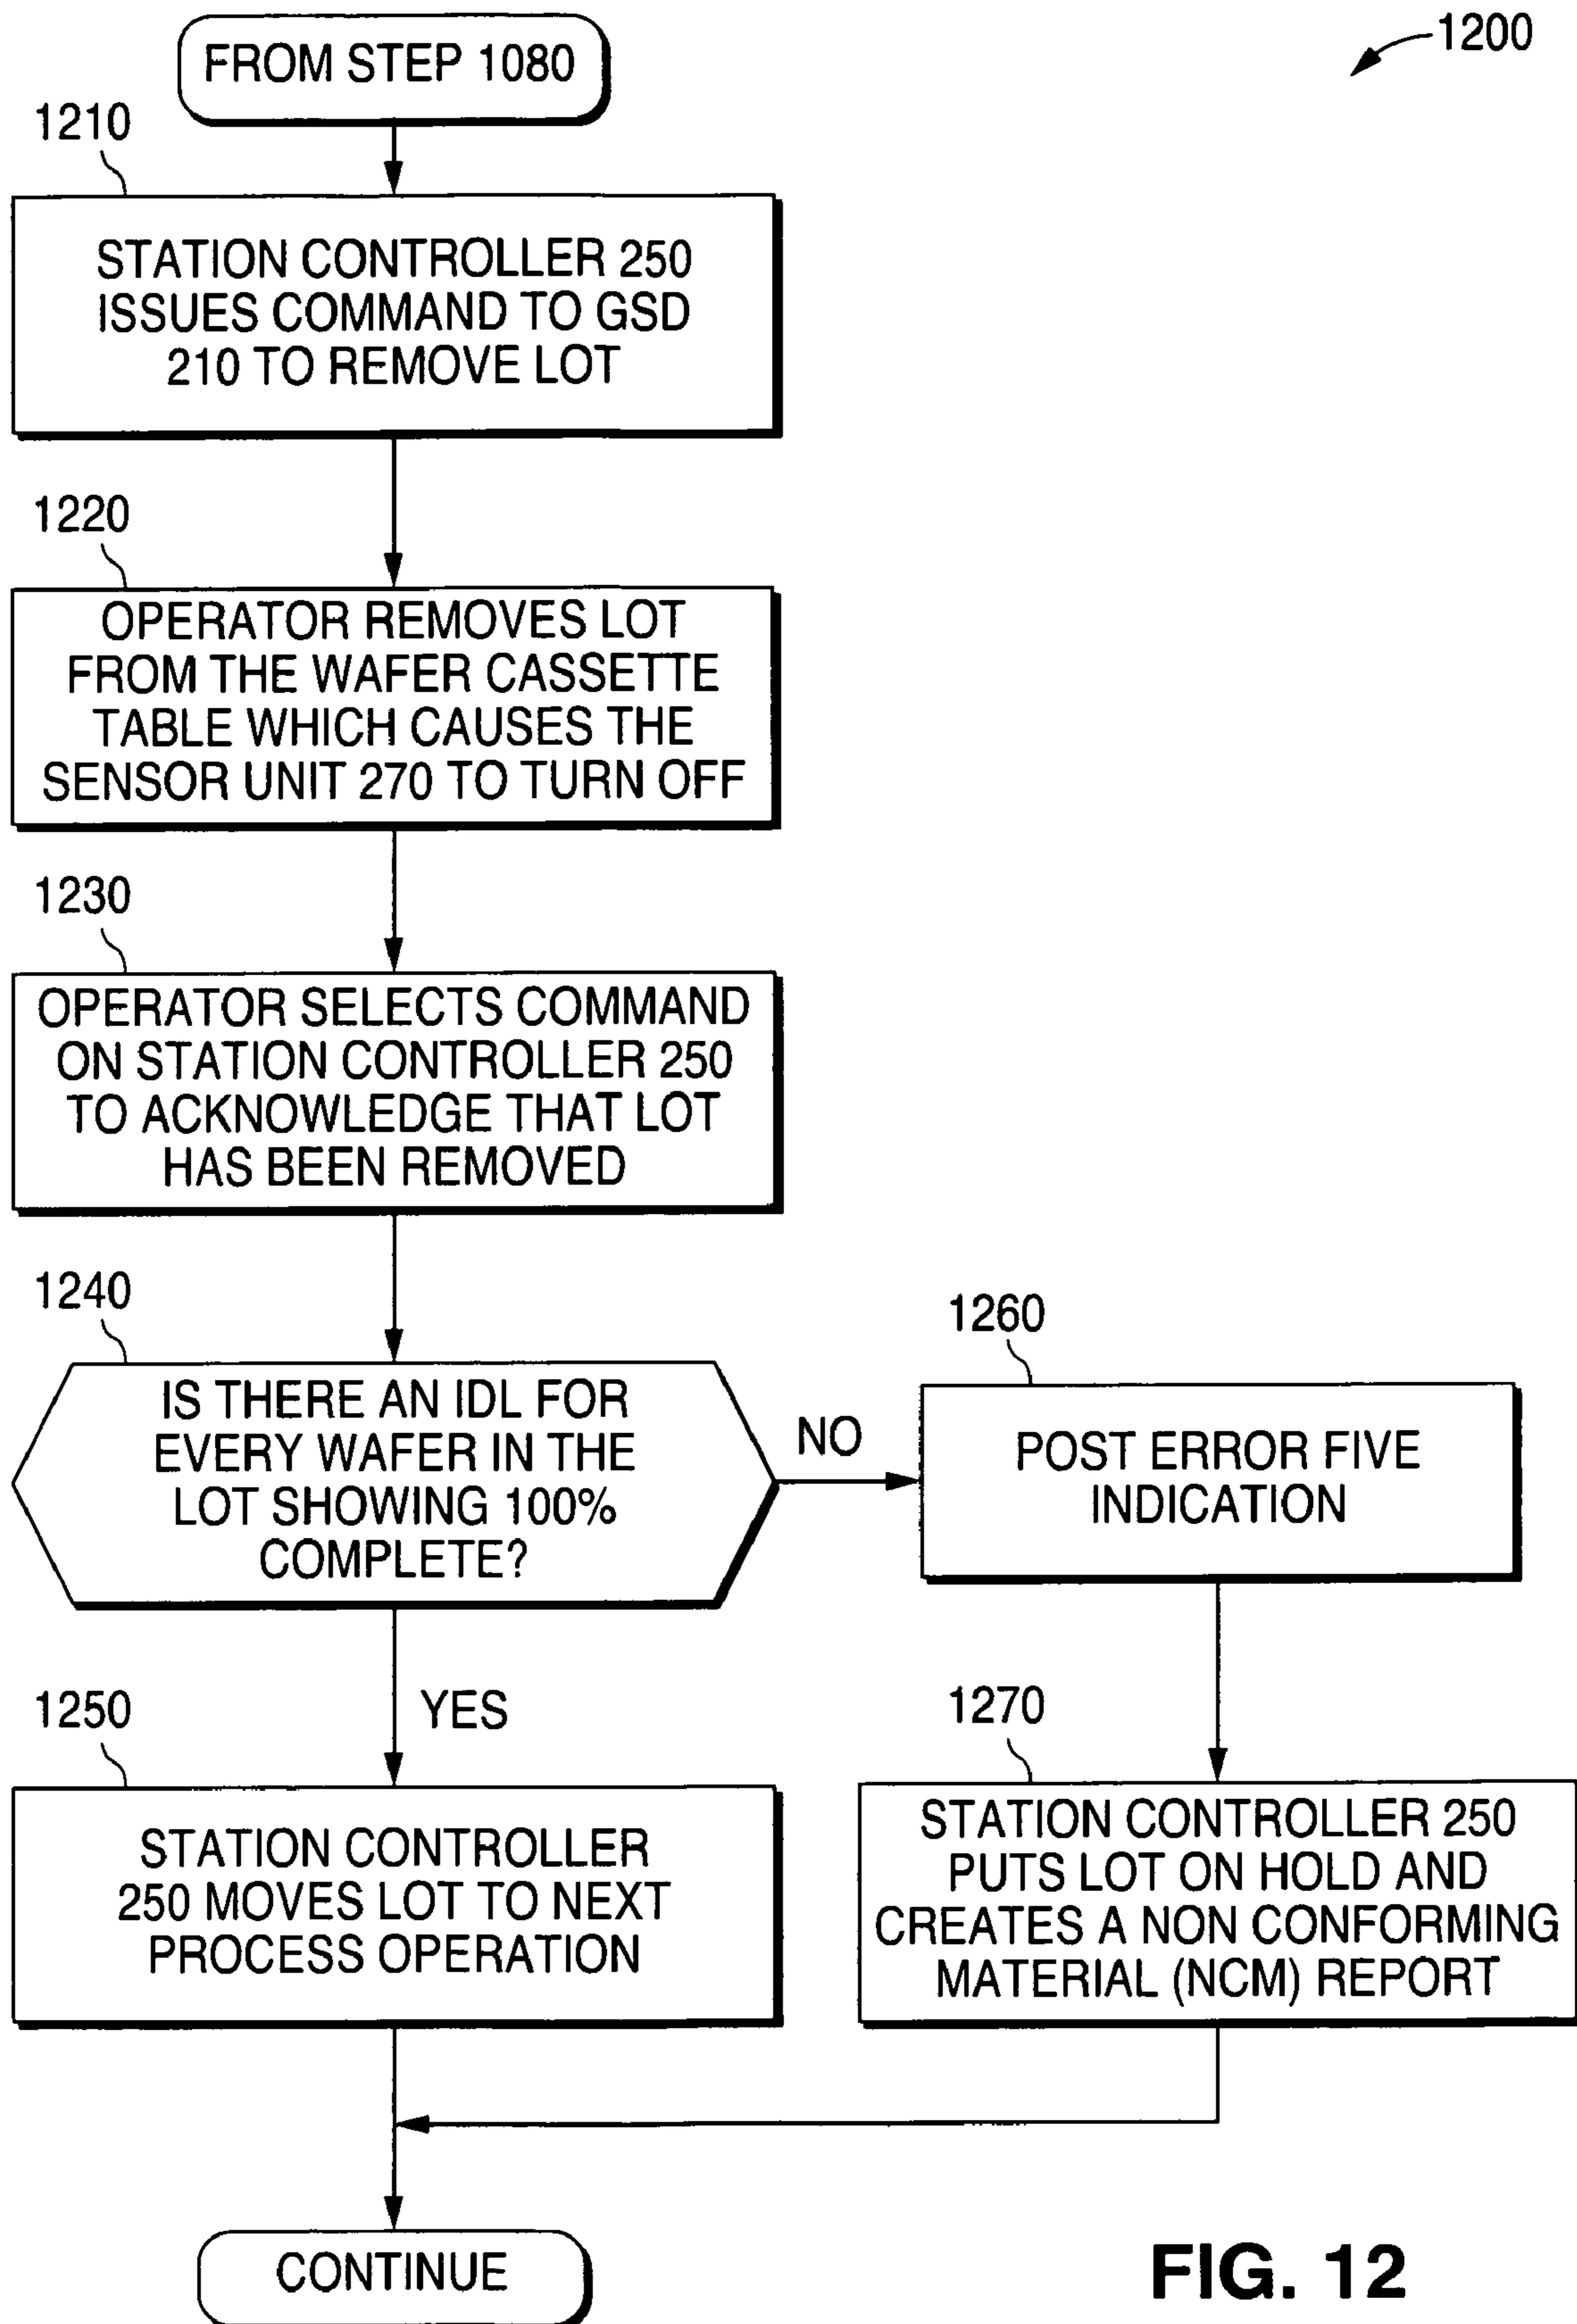 FROM STEP 1080
1200
1210
STATION CONTROLLER 250
ISSUES COMMAND TO GSD
210 TO REMOVE LOT
1220
OPERATOR REMOVES LOT
FROM THE WAFER CASSETTE
TABLE WHICH CAUSES THE
SENSOR UNIT 270 TO TURN OFF
1230
OPERATOR SELECTS COMMAND
ON STATION CONTROLLER 250
TO ACKNOWLEDGE THAT LOT
HAS BEEN REMOVED
1240
IS THERE AN IDL FOR
EVERY WAFER IN THE
LOT SHOWING 100%
COMPLETE?
NO
1260
POST ERROR FIVE
INDICATION
YES
1250
STATION CONTROLLER
250 MOVES LOT TO NEXT
PROCESS OPERATION
1270
STATION CONTROLLER 250
PUTS LOT ON HOLD AND
CREATES A NON CONFORMING
MATERIAL (NCM) REPORT
CONTINUE
FIG. 12